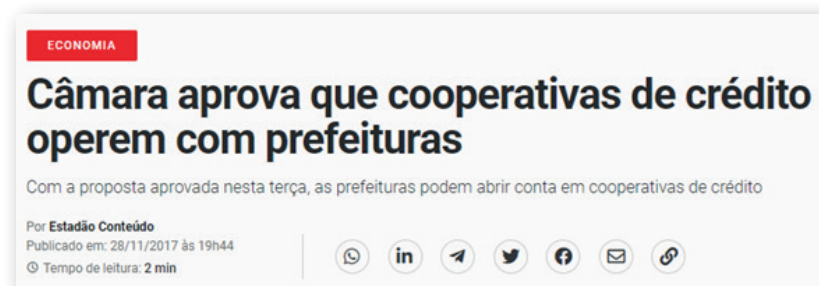 ECONOMIA
Câmara aprova que cooperativas de crédito
operem com prefeituras
Com a proposta aprovada nesta terça, as prefeituras podem abrir conta em cooperativas de crédito
Por Estadão Conteúdo
Publicado em: 28/11/2017 às 19h44
Tempo de leitura: 2 min